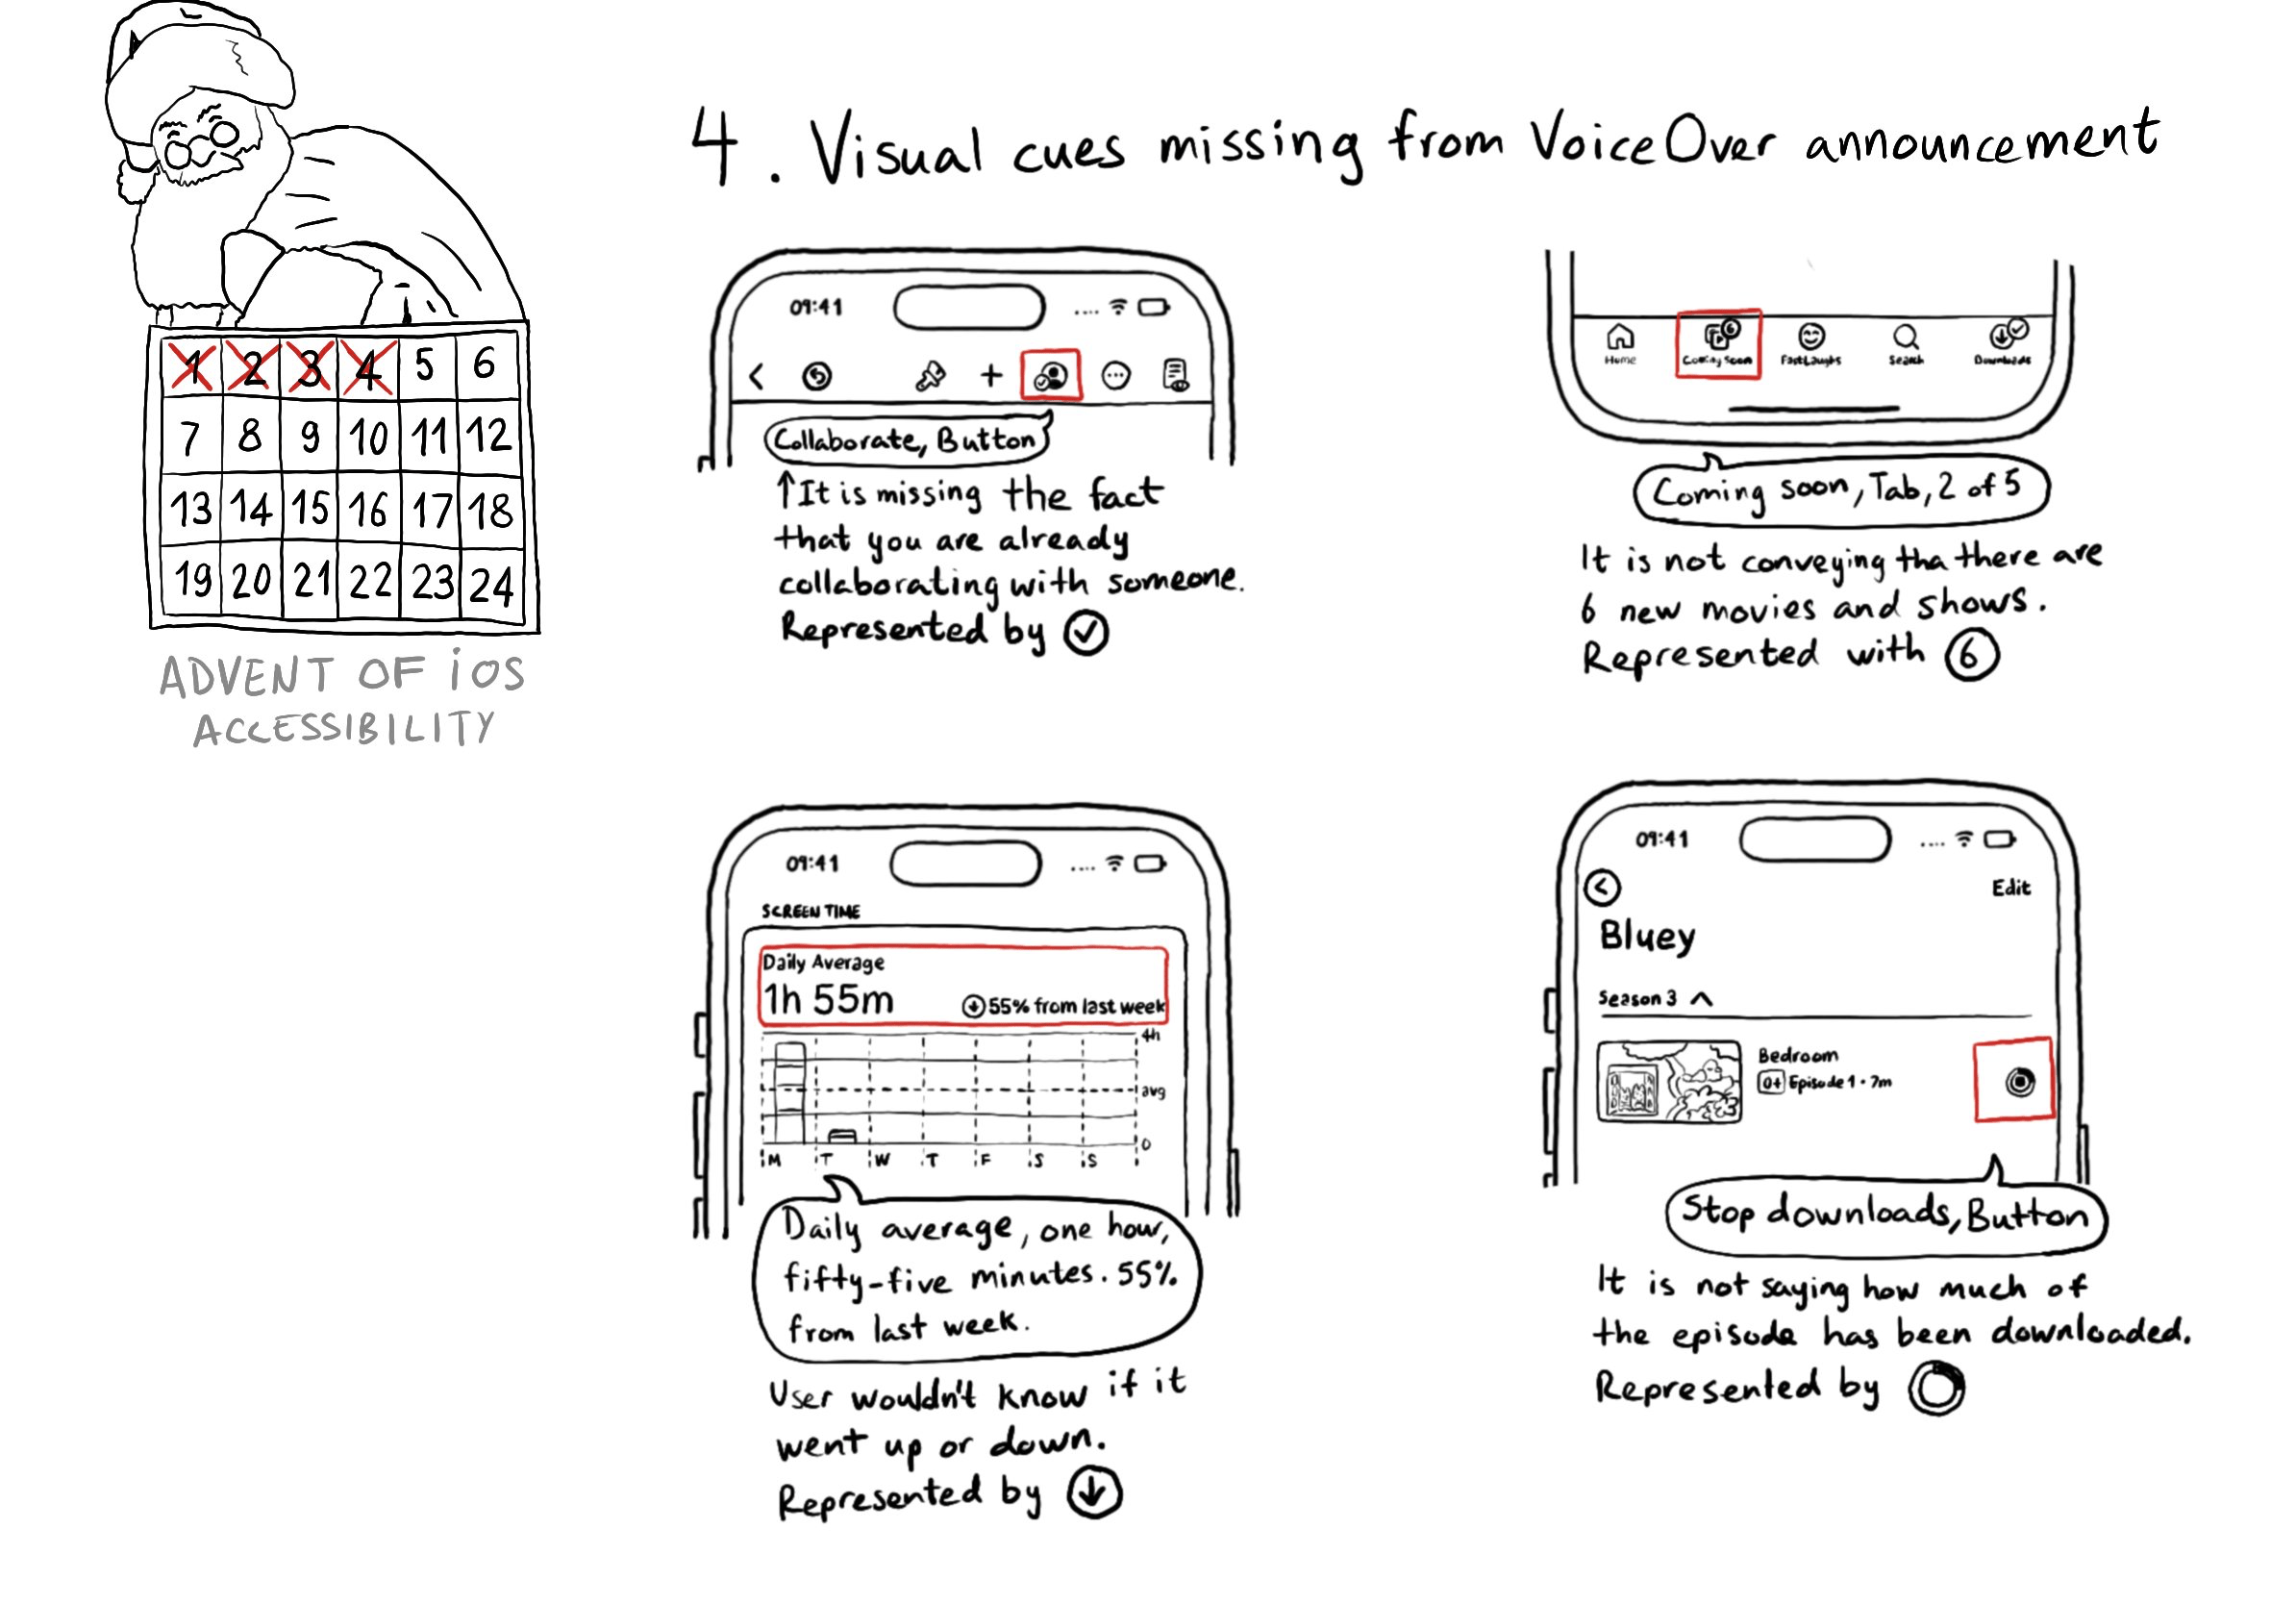 4. Visual cues missing from VoiceOver announcement
1 2 3 4 5 6
7 8 9 10 11 12
13 14 15 16 17 18
19 20 21 22 23 24
ADVENT OF iOS
ACCESSIBILITY
09:41
Collaborate, Button
↑It is missing the fact
that you are already
collaborating with someone.
Represented by ✓
6
Home Coming Soon Fast Laughs Search Downloads
Coming soon, Tab, 2 of 5
It is not conveying tha there are
6 new movies and shows.
Represented with 6
09:41
SCREEN TIME
Daily Average
1h 55m ↓ 55% from last week
4h
avg
0
M T W T F S S
Daily average, one hour,
fifty-five minutes. 55%
from last week.
User wouldn't know if it
went up or down.
Represented by ↓
09:41
< Edit
Bluey
Season 3
Bedroom
0+ Episode 1 · 7m
Stop downloads, Button
It is not saying how much of
the episode has been downloaded.
Represented by